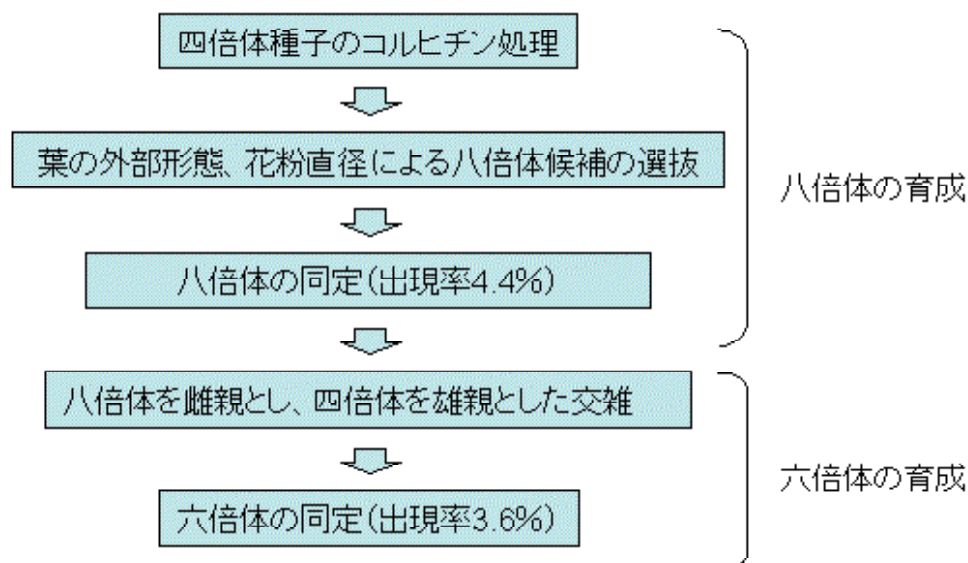 四倍体種子のコルヒチン処理
葉の外部形態、花粉直径による八倍体候補の選抜
八倍体の同定(出現率4.4%)
八倍体の育成
八倍体を雌親とし、四倍体を雄親とした交雑
六倍体の同定(出現率3.6%)
六倍体の育成